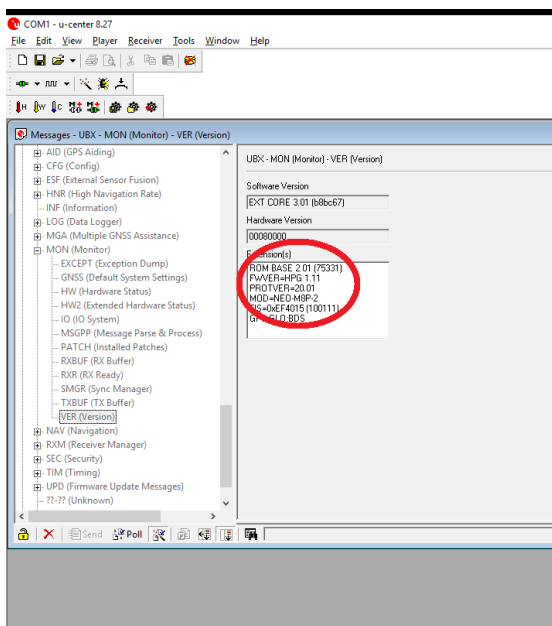 COM1 - u-center 8.27
File Edit View Player Receiver Tools Window Help
Messages - UBX - MON (Monitor) - VER (Version)
AID (GPS Aiding)
CFG (Config)
ESF (External Sensor Fusion)
HNR (High Navigation Rate)
INF (Information)
LOG (Data Logger)
MGA (Multiple GNSS Assistance)
MON (Monitor)
EXCEPT (Exception Dump)
GNSS (Default System Settings)
HW (Hardware Status)
HW2 (Extended Hardware Status)
IO (IO System)
MSGPP (Message Parse & Process)
PATCH (Installed Patches)
RXBUF (RX Buffer)
RXR (RX Ready)
SMGR (Sync Manager)
TXBUF (TX Buffer)
VER (Version)
NAV (Navigation)
RXM (Receiver Manager)
SEC (Security)
TIM (Timing)
UPD (Firmware Update Messages)
??-?? (Unknown)
UBX - MON (Monitor) - VER (Version)
Software Version
EXT CORE 3.01 (b8bc67)
Hardware Version
00080000
Extension(s)
ROM BASE 2.01 (75331)
FWVER=HPG 1.11
PROTVER=20.01
MOD=NEO-M8P-2
FIS=0xEF4015 (100111)
GLO;BDS
Send Poll